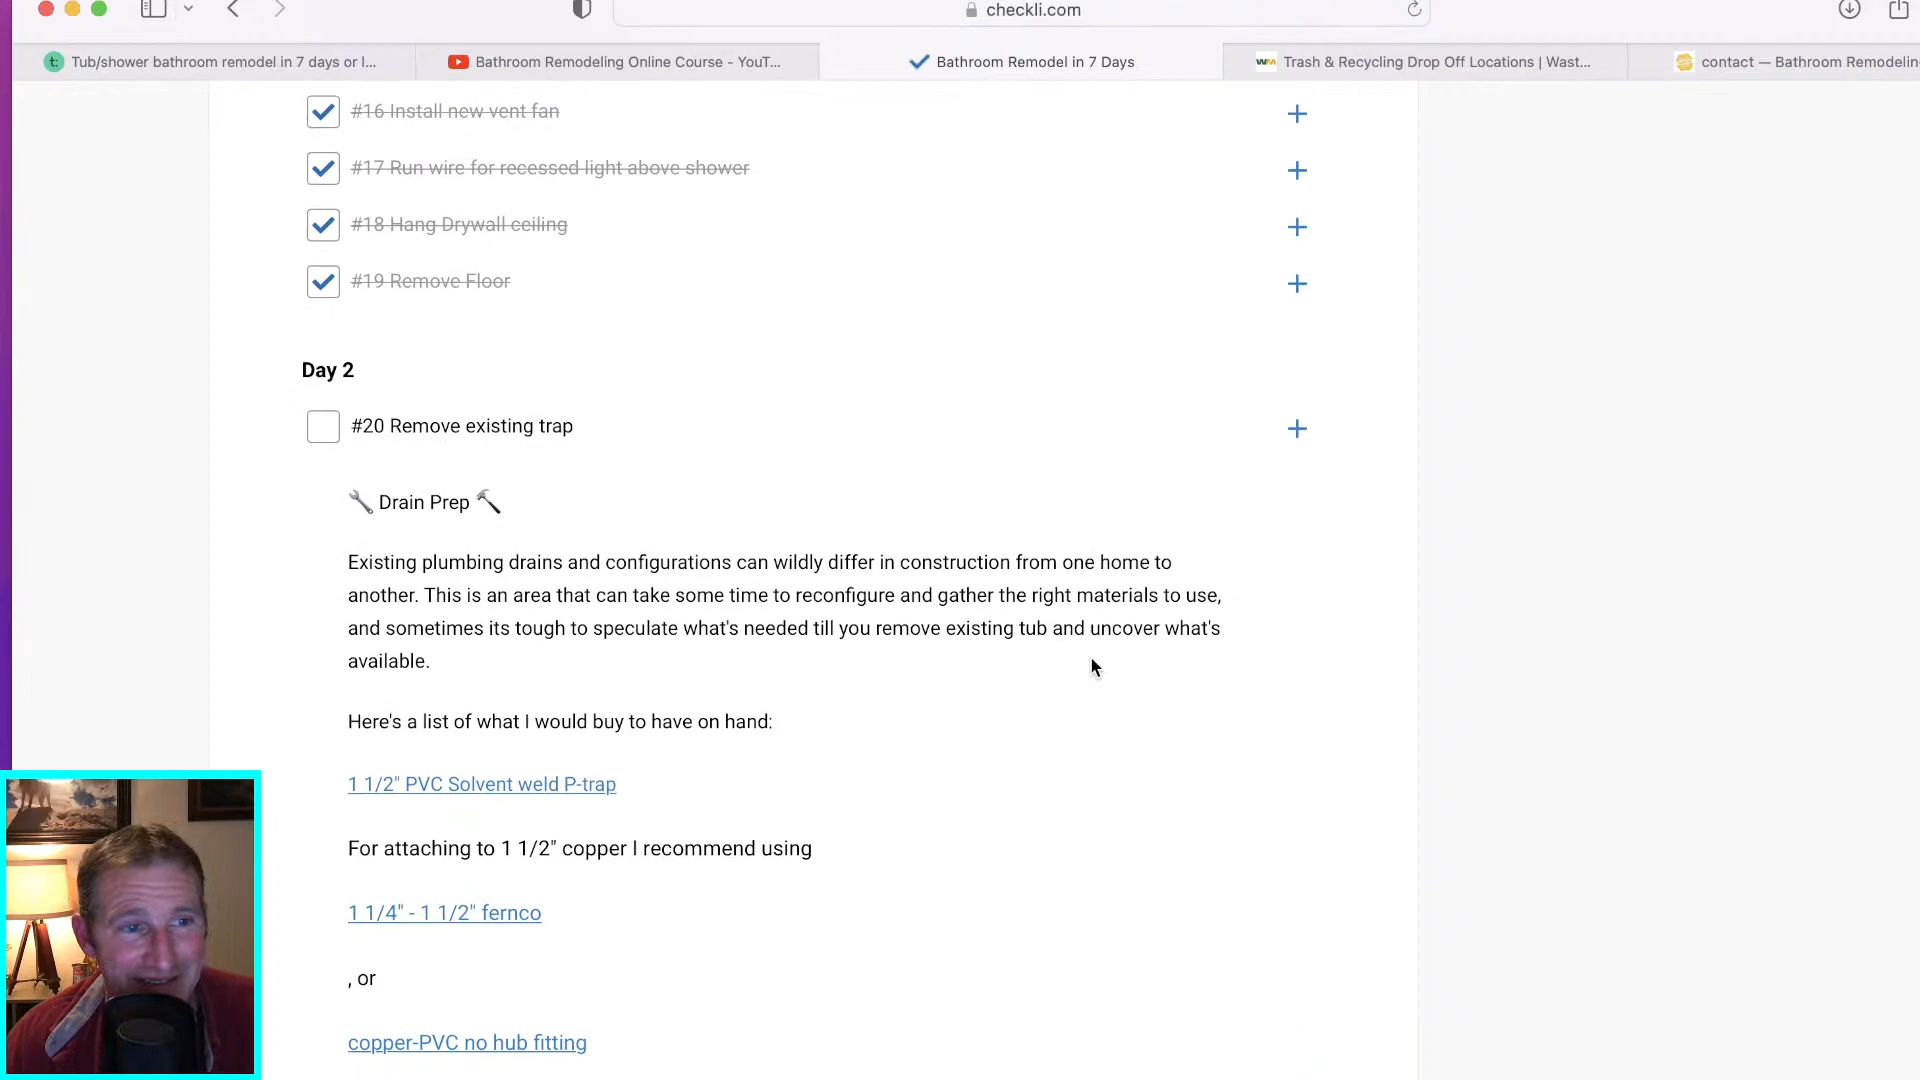 checkli.com
t: Tub/shower bathroom remodel in 7 days or l...
Bathroom Remodeling Online Course - YouT...
Bathroom Remodel in 7 Days
WM Trash & Recycling Drop Off Locations | Wast...
contact — Bathroom Remodelin
#16 Install new vent fan
#17 Run wire for recessed light above shower
#18 Hang Drywall ceiling
#19 Remove Floor
Day 2
#20 Remove existing trap
🔧 Drain Prep 🔨
Existing plumbing drains and configurations can wildly differ in construction from one home to
another. This is an area that can take some time to reconfigure and gather the right materials to use,
and sometimes its tough to speculate what's needed till you remove existing tub and uncover what's
available.
Here's a list of what I would buy to have on hand:
1 1/2" PVC Solvent weld P-trap
For attaching to 1 1/2" copper I recommend using
1 1/4" - 1 1/2" fernco
, or
copper-PVC no hub fitting